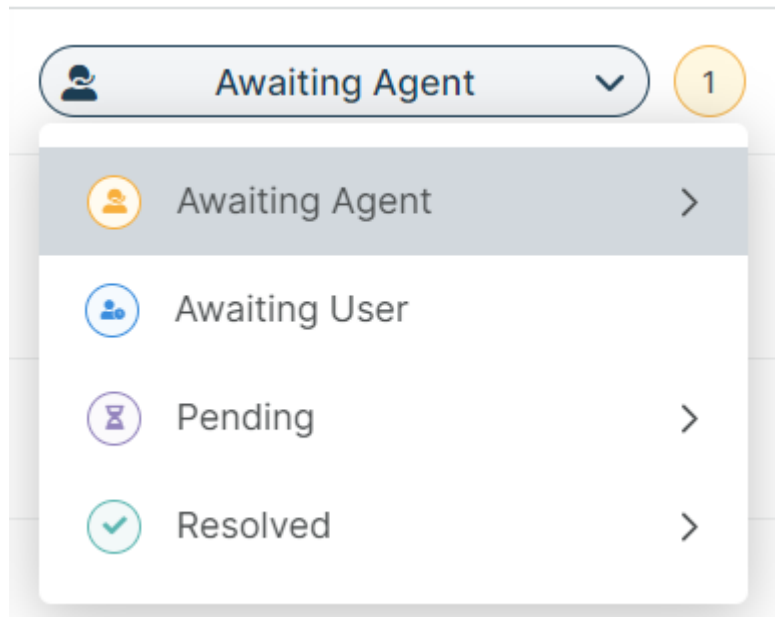 Awaiting Agent
1
Awaiting Agent
Awaiting User
Pending
Resolved